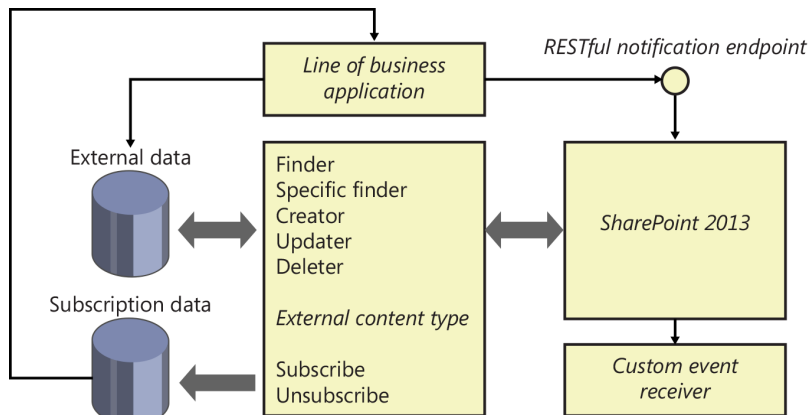 RESTful notification endpoint
Line of business
application
External data
Finder
Specific finder
Creator
Updater
Deleter
External content type
Subscribe
Unsubscribe
SharePoint 2013
Subscription data
Custom event
receiver